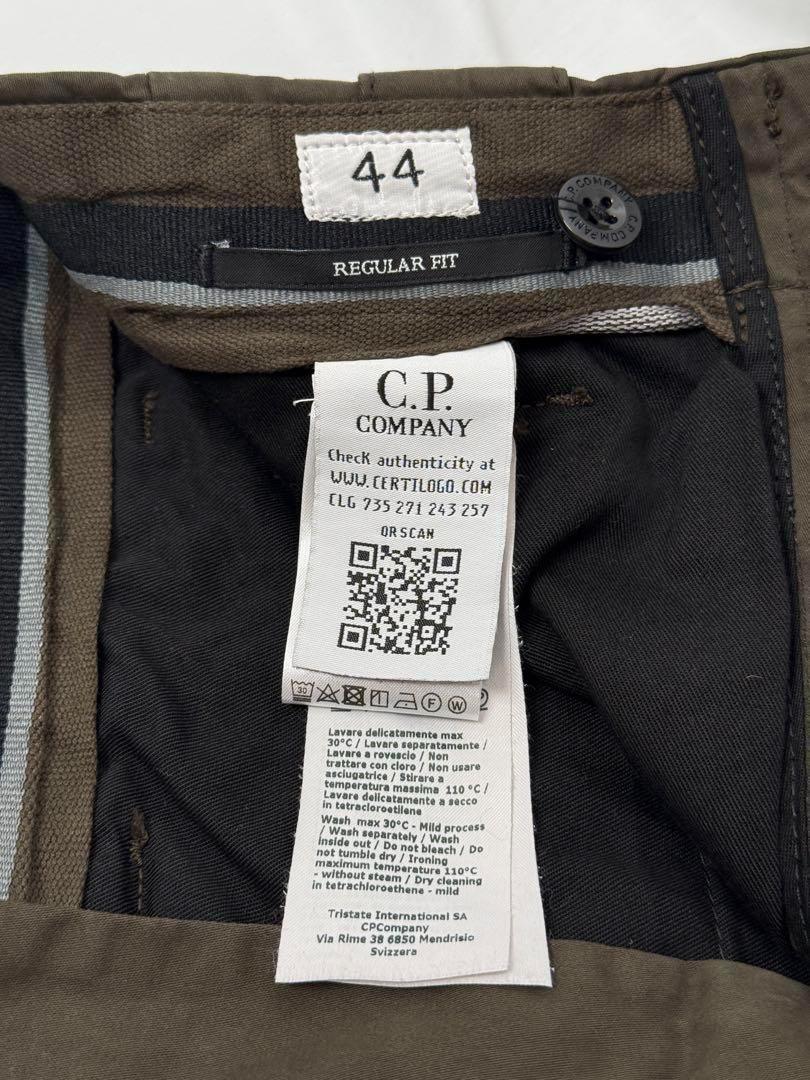 44
C.P. COMPANY C.P. COMPANY
REGULAR FIT
C.P.
COMPANY
Check authenticity at
WWW.CERTILOGO.COM
CLG 735 271 243 257
OR SCAN
30
F
W
Lavare delicatamente max
30°C / Lavare separatamente /
Lavare a rovescio / Non
trattare con cloro / Non usare
asciugatrice / Stirare a
temperatura massima 110 °C /
Lavare delicatamente a secco
in tetracloroetilene
Wash max 30°C - Mild process
/ Wash separately / Wash
inside out / Do not bleach / Do
not tumble dry / Ironing
maximum temperature 110°C
- without steam / Dry cleaning
in tetrachloroethene - mild
Tristate International SA
CPCompany
Via Rime 38 6850 Mendrisio
Svizzera